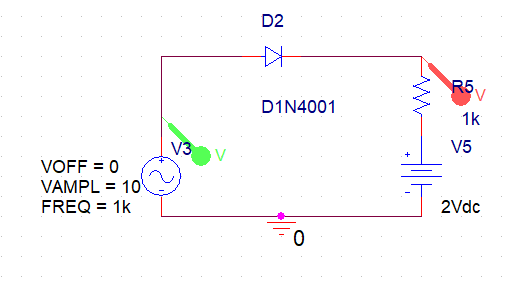 D2
D1N4001
R5
V
1k
V3
V
V5
VOFF = 0
VAMPL = 10
FREQ = 1k
+
-
+
-
2Vdc
0